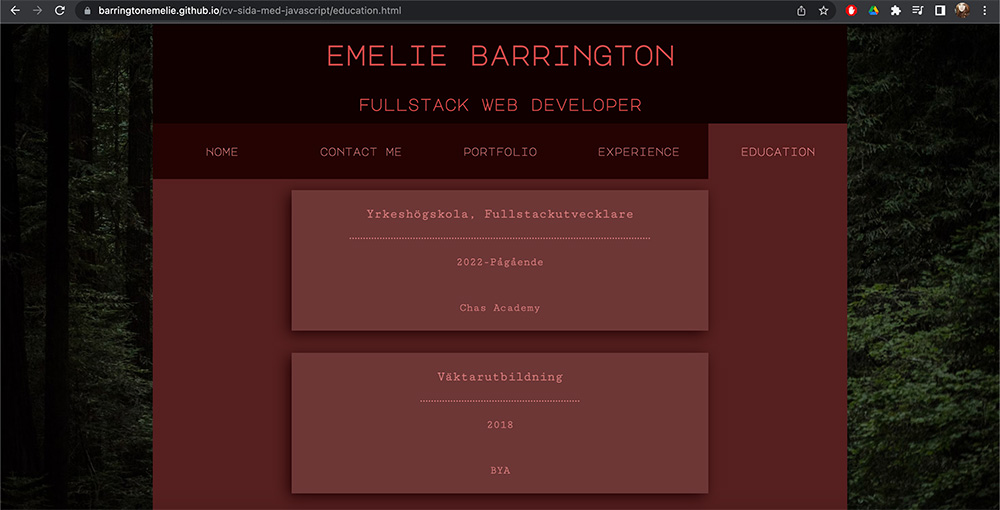 barringtonemelie.github.io/cv-sida-med-javascript/education.html
EMELIE BARRINGTON
FULLSTACK WEB DEVELOPER
HOME CONTACT ME PORTFOLIO EXPERIENCE EDUCATION
Yrkeshögskola, Fullstackutvecklare
2022-Pågående
Chas Academy
Väktarutbildning
2018
BYA